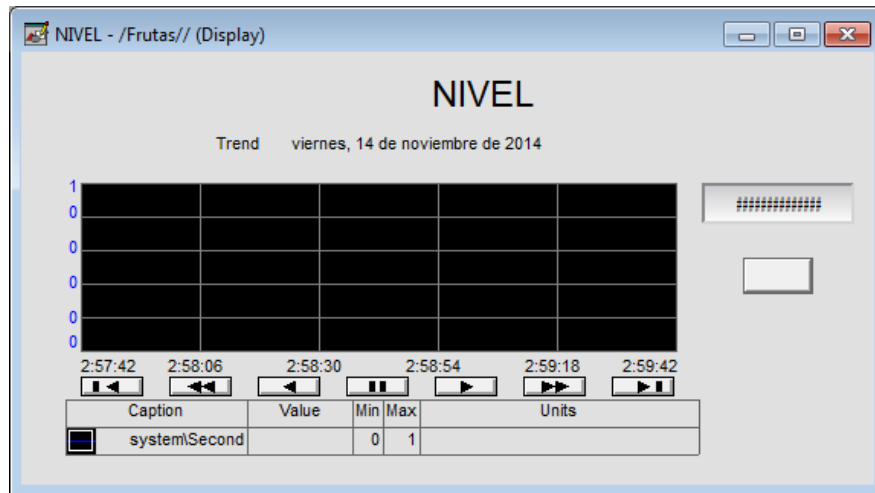 NIVEL - /Frutas// (Display)
NIVEL
Trend viernes, 14 de noviembre de 2014
1
0
0
0
0
0
#############
2:57:42 2:58:06 2:58:30 2:58:54 2:59:18 2:59:42
Caption Value Min Max Units
system\Second 0 1